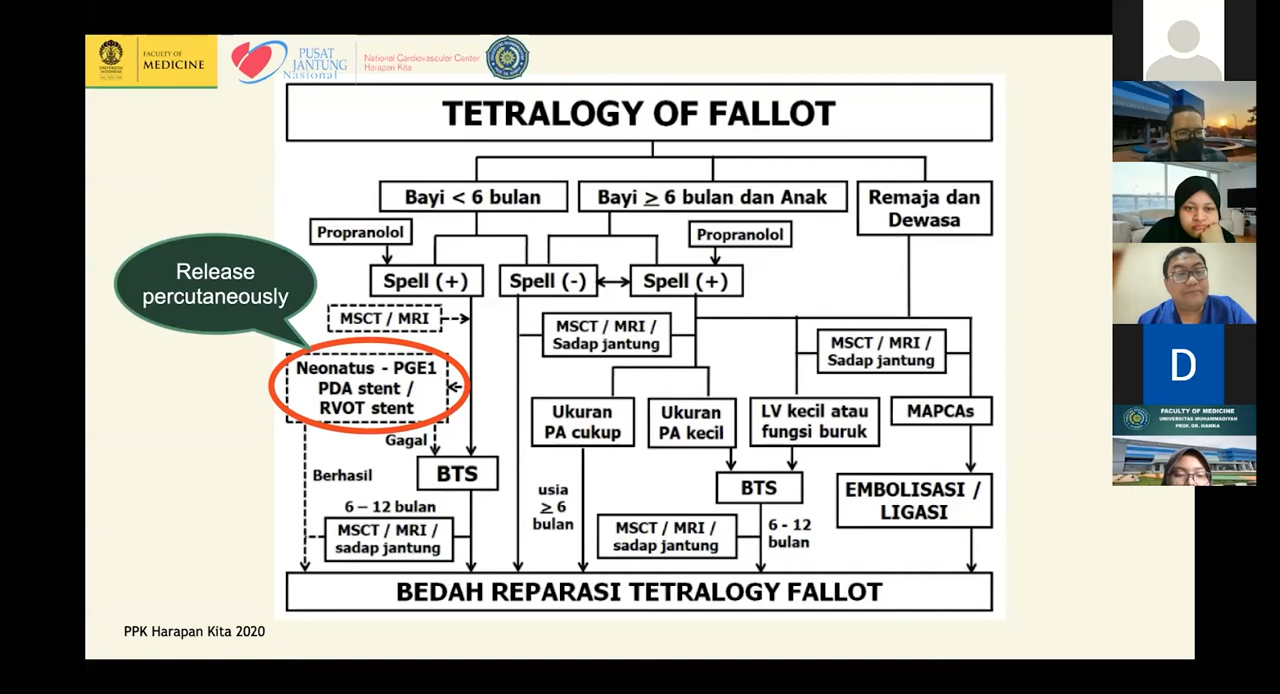 FACULTY OF
MEDICINE
PUSAT
JANTUNG
Nasional
National Cardiovascular Center
Harapan Kita
TETRALOGY OF FALLOT
Bayi < 6 bulan
Bayi ≥ 6 bulan dan Anak
Remaja dan
Dewasa
Propranolol
Propranolol
Spell (+)
Spell (-)
Spell (+)
Release
percutaneously
MSCT / MRI
MSCT / MRI /
Sadap jantung
MSCT / MRI /
Sadap jantung
Neonatus - PGE1
PDA stent /
RVOT stent
Ukuran
PA cukup
Ukuran
PA kecil
LV kecil atau
fungsi buruk
MAPCAs
Gagal
Berhasil
BTS
usia
≥ 6
bulan
BTS
EMBOLISASI /
LIGASI
6 – 12 bulan
MSCT / MRI /
sadap jantung
MSCT / MRI /
sadap jantung
6 - 12
bulan
BEDAH REPARASI TETRALOGY FALLOT
PPK Harapan Kita 2020
D
FACULTY OF MEDICINE
UNIVERSITAS MUHAMMADIYAH
PROF. DR. HAMKA